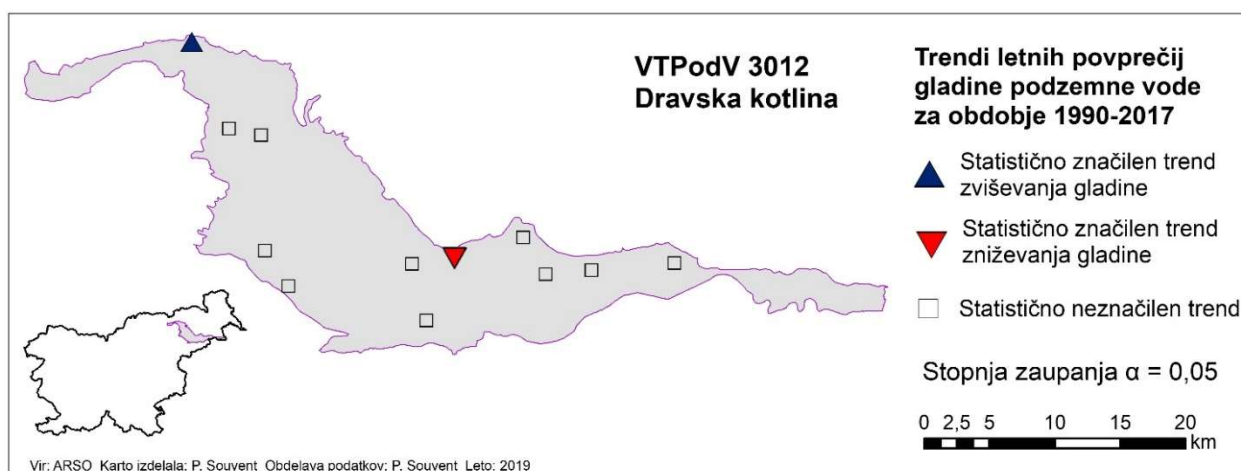 VTPodV 3012
Dravska kotlina
Trendi letnih povprečij
gladine podzemne vode
za obdobje 1990-2017
Statistično značilen trend
zviševanja gladine
Statistično značilen trend
zniževanja gladine
Statistično neznačilen trend
Stopnja zaupanja α = 0,05
0 2,5 5 10 15 20
km
Vir: ARSO Karto izdelala: P. Souvent Obdelava podatkov: P. Souvent Leto: 2019